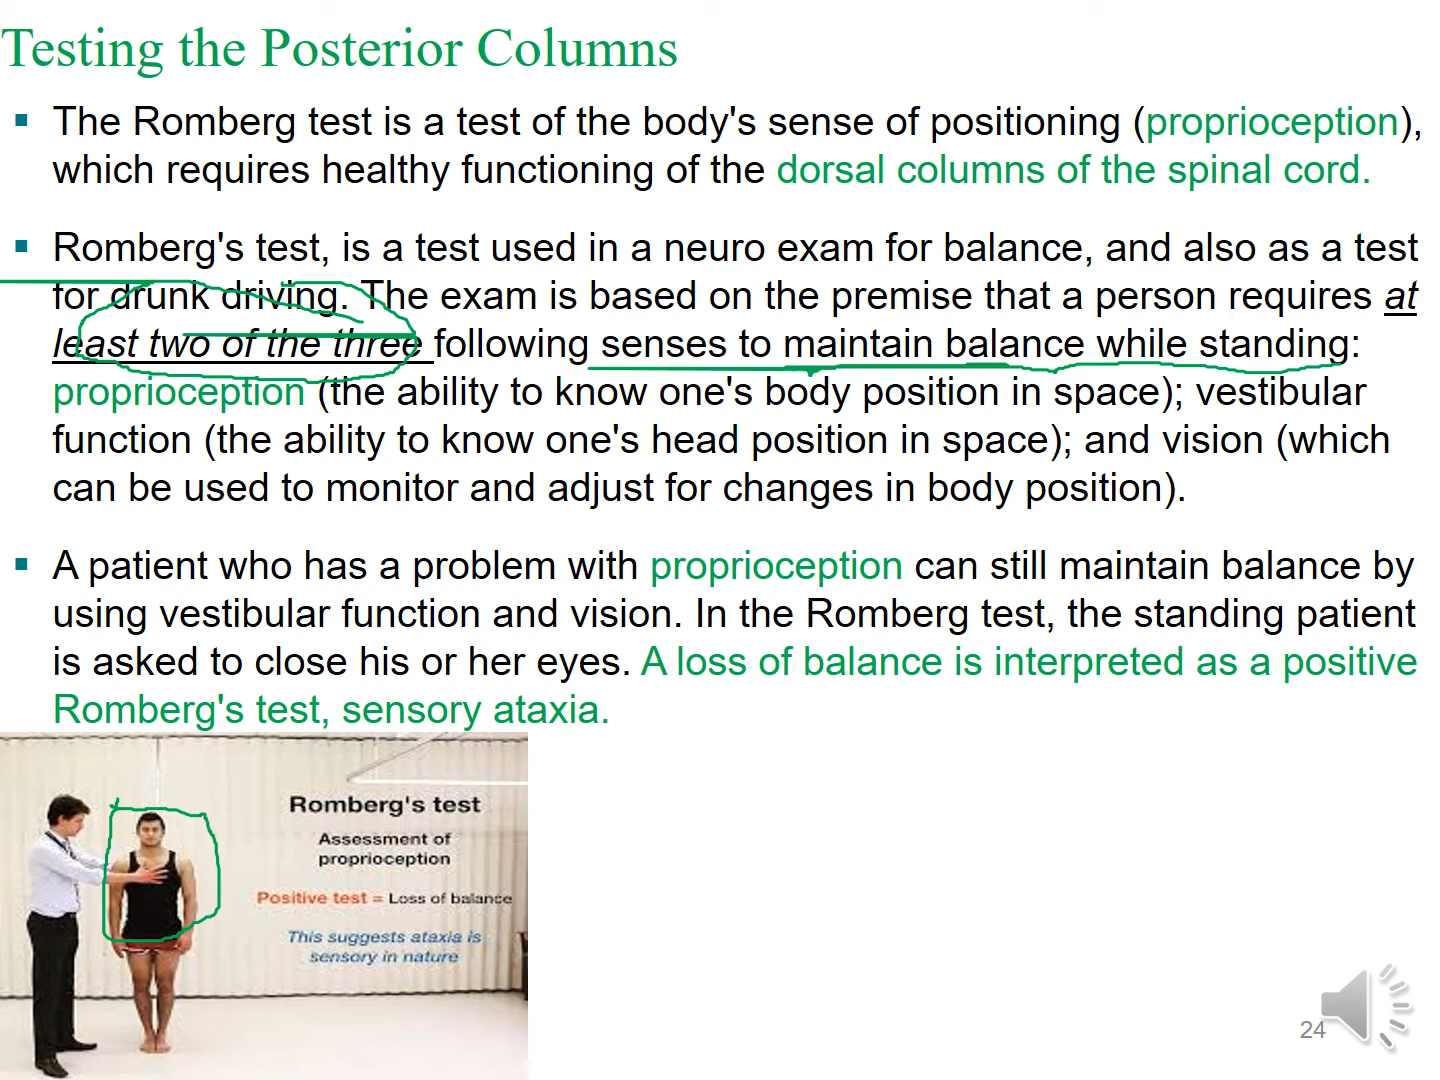 Testing the Posterior Columns
The Romberg test is a test of the body's sense of positioning (proprioception),
which requires healthy functioning of the dorsal columns of the spinal cord.
Romberg's test, is a test used in a neuro exam for balance, and also as a test
for drunk driving. The exam is based on the premise that a person requires at
least two of the three following senses to maintain balance while standing:
proprioception (the ability to know one's body position in space); vestibular
function (the ability to know one's head position in space); and vision (which
can be used to monitor and adjust for changes in body position).
A patient who has a problem with proprioception can still maintain balance by
using vestibular function and vision. In the Romberg test, the standing patient
is asked to close his or her eyes. A loss of balance is interpreted as a positive
Romberg's test, sensory ataxia.
Romberg's test
Assessment of
proprioception
Positive test = Loss of balance
This suggests ataxia is
sensory in nature
24